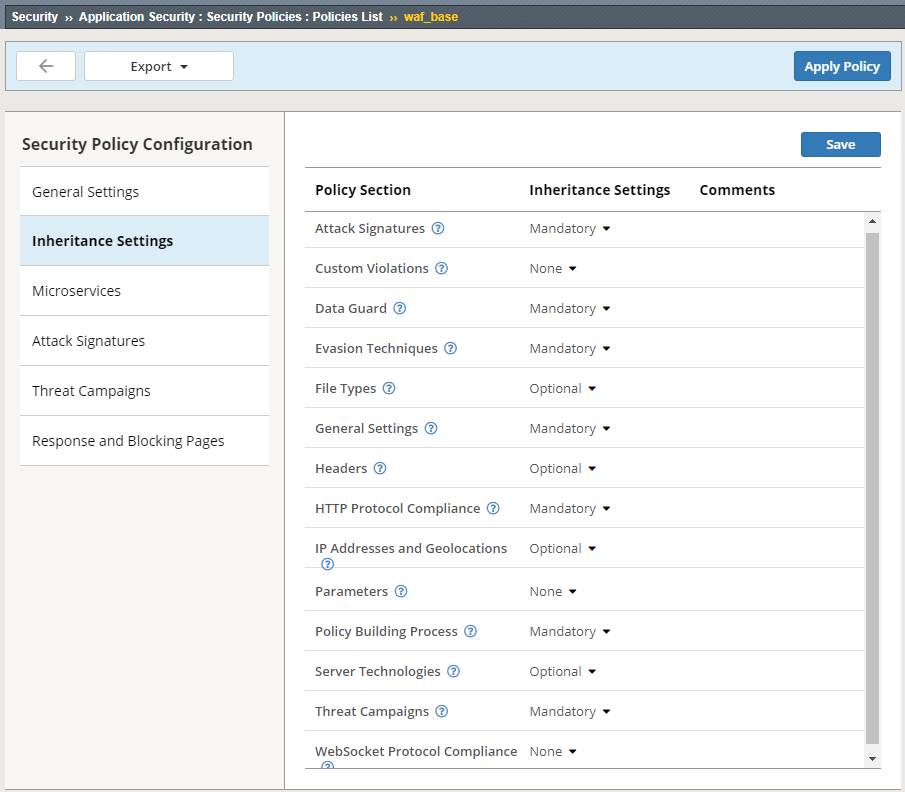 Security ›› Application Security : Security Policies : Policies List ›› waf_base
Export
Apply Policy
Security Policy Configuration
General Settings
Inheritance Settings
Microservices
Attack Signatures
Threat Campaigns
Response and Blocking Pages
Save
Policy Section Inheritance Settings Comments
Attack Signatures ? Mandatory
Custom Violations ? None
Data Guard ? Mandatory
Evasion Techniques ? Mandatory
File Types ? Optional
General Settings ? Mandatory
Headers ? Optional
HTTP Protocol Compliance ? Mandatory
IP Addresses and Geolocations Optional
?
Parameters ? None
Policy Building Process ? Mandatory
Server Technologies ? Optional
Threat Campaigns ? Mandatory
WebSocket Protocol Compliance None
?